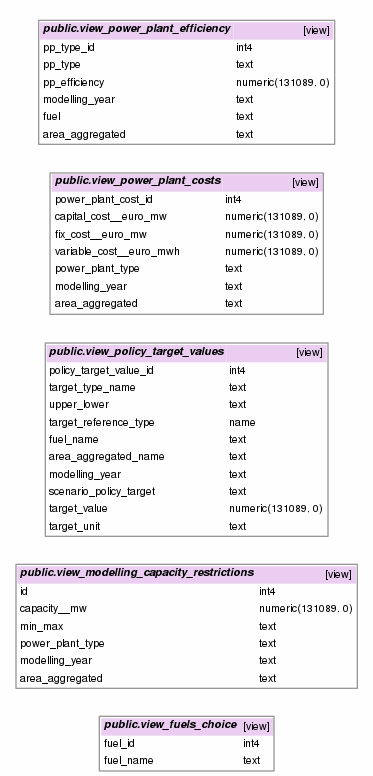 public.view_power_plant_efficiency [view]
pp_type_id int4
pp_type text
pp_efficiency numeric(131089, 0)
modelling_year text
fuel text
area_aggregated text
public.view_power_plant_costs [view]
power_plant_cost_id int4
capital_cost__euro_mw numeric(131089, 0)
fix_cost__euro_mw numeric(131089, 0)
variable_cost__euro_mwh numeric(131089, 0)
power_plant_type text
modelling_year text
area_aggregated text
public.view_policy_target_values [view]
policy_target_value_id int4
target_type_name text
upper_lower text
target_reference_type name
fuel_name text
area_aggregated_name text
modelling_year text
scenario_policy_target text
target_value numeric(131089, 0)
target_unit text
public.view_modelling_capacity_restrictions [view]
id int4
capacity__mw numeric(131089, 0)
min_max text
power_plant_type text
modelling_year text
area_aggregated text
public.view_fuels_choice [view]
fuel_id int4
fuel_name text